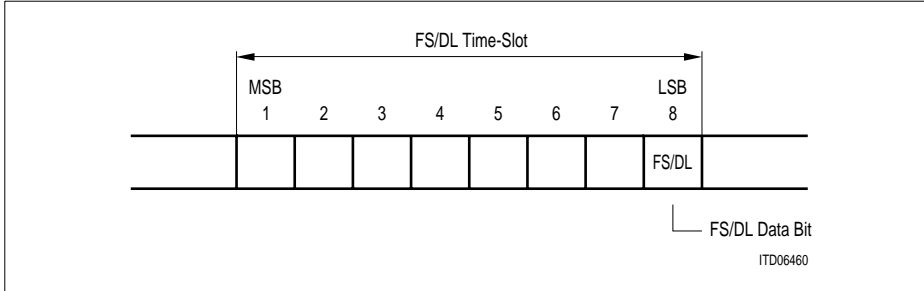 FS/DL Time-Slot
MSB LSB
1 2 3 4 5 6 7 8
FS/DL
FS/DL Data Bit
ITD06460